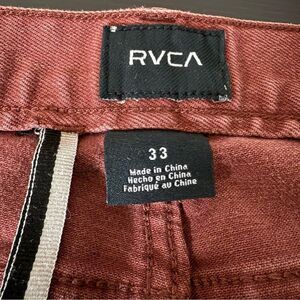 RVCA
33
Made in China
Hecho en China
Fabriqué au Chine